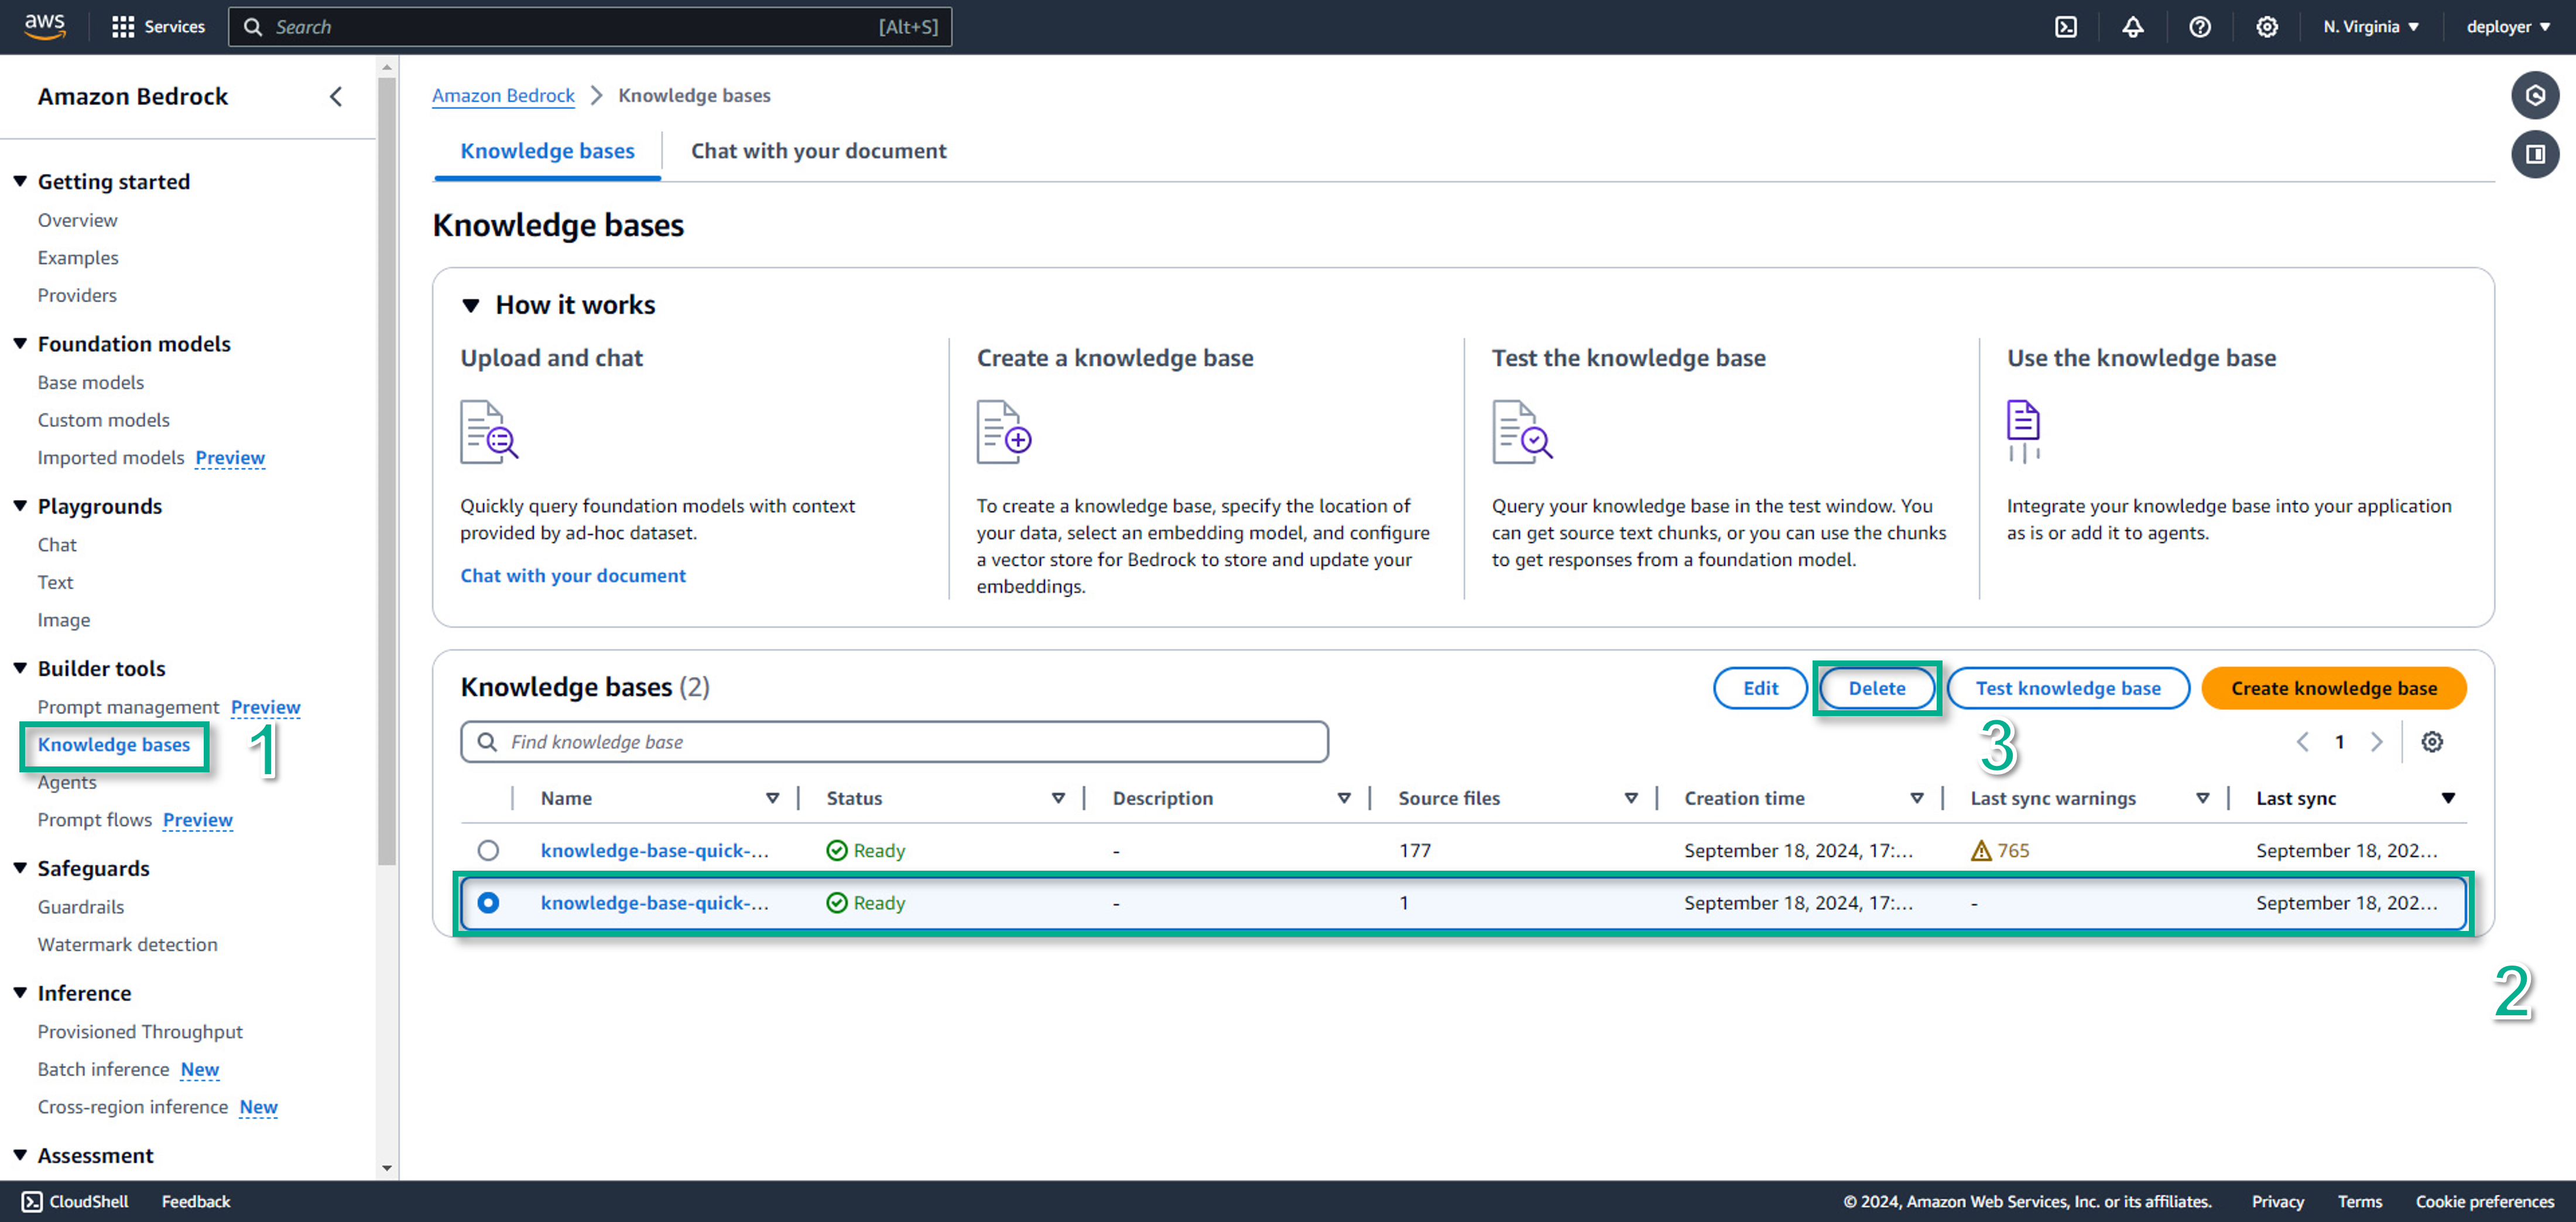 aws Services Search [Alt+S] N. Virginia deployer
Amazon Bedrock
Getting started
Overview
Examples
Providers
Foundation models
Base models
Custom models
Imported models Preview
Playgrounds
Chat
Text
Image
Builder tools
Prompt management Preview
Knowledge bases 1
Agents
Prompt flows Preview
Safeguards
Guardrails
Watermark detection
Inference
Provisioned Throughput
Batch inference New
Cross-region inference New
Assessment
Amazon Bedrock Knowledge bases
Knowledge bases Chat with your document
Knowledge bases
How it works
Upload and chat
Quickly query foundation models with context
provided by ad-hoc dataset.
Chat with your document
Create a knowledge base
To create a knowledge base, specify the location of
your data, select an embedding model, and configure
a vector store for Bedrock to store and update your
embeddings.
Test the knowledge base
Query your knowledge base in the test window. You
can get source text chunks, or you can use the chunks
to get responses from a foundation model.
Use the knowledge base
Integrate your knowledge base into your application
as is or add it to agents.
Knowledge bases (2) Edit Delete Test knowledge base Create knowledge base
Find knowledge base 3 1
Name Status Description Source files Creation time Last sync warnings Last sync
knowledge-base-quick-... Ready - 177 September 18, 2024, 17:... 765 September 18, 202...
knowledge-base-quick-... Ready - 1 September 18, 2024, 17:... - September 18, 202...
2
CloudShell Feedback © 2024, Amazon Web Services, Inc. or its affiliates. Privacy Terms Cookie preferences